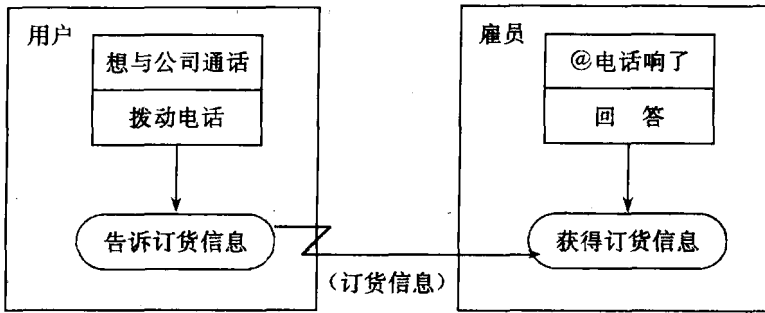 用户
想与公司通话
拨动电话
告诉订货信息
(订货信息)
雇员
@电话响了
回 答
获得订货信息